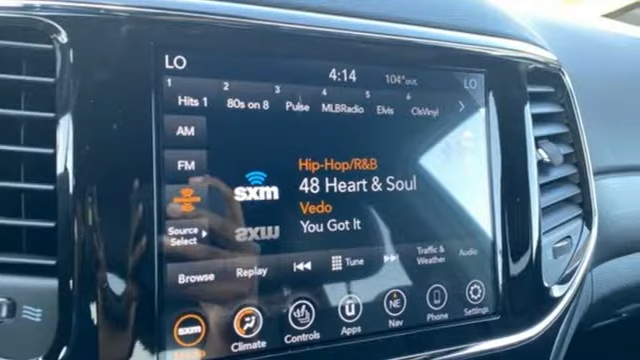 LO 4:14 104° OUT LO
1 2 3 4 5 6
Hits 1 80s on 8 Pulse MLBRadio Elvis ClsVinyl
AM
FM
Source
Select
Hip-Hop/R&B
48 Heart & Soul
Vedo
You Got It
sxm
Browse Replay Tune Traffic &
Weather Audio
sxm
Climate Controls Apps Nav Phone Settings
NE